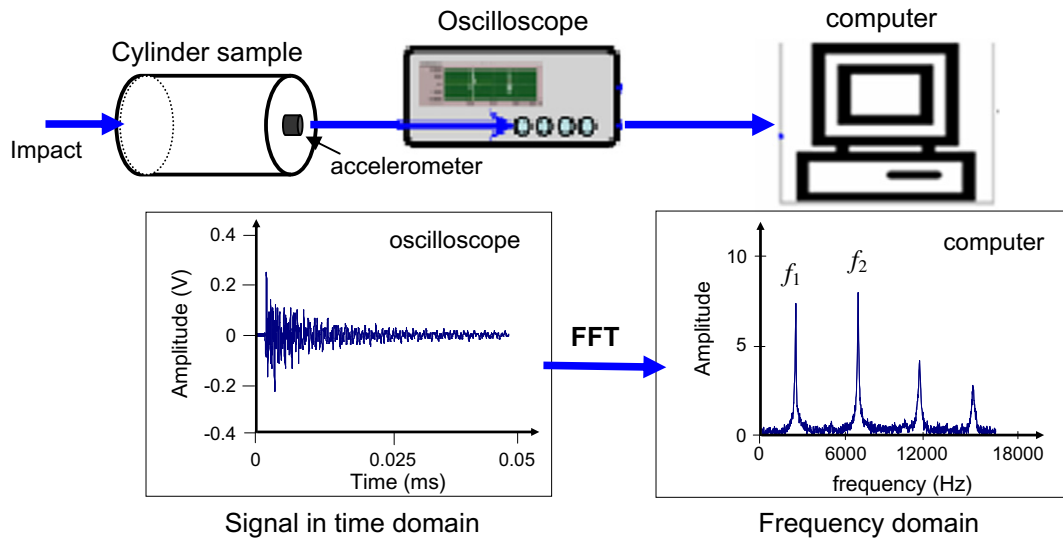 Oscilloscope
computer
Cylinder sample
Impact
accelerometer
oscilloscope
0.4
0.2
0
-0.2
-0.4
Amplitude (V)
0 0.025 0.05
Time (ms)
Signal in time domain
FFT
computer
f1 f2
10
5
0
Amplitude
0 6000 12000 18000
frequency (Hz)
Frequency domain